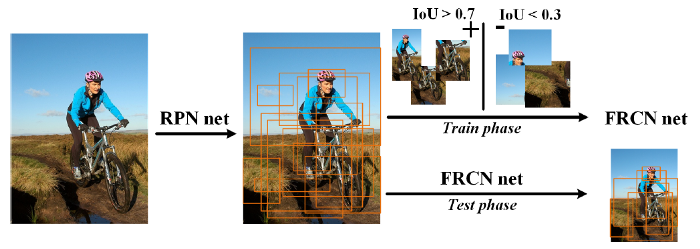 IoU > 0.7
IoU < 0.3
+
-
RPN net
Train phase
FRCN net
FRCN net
Test phase